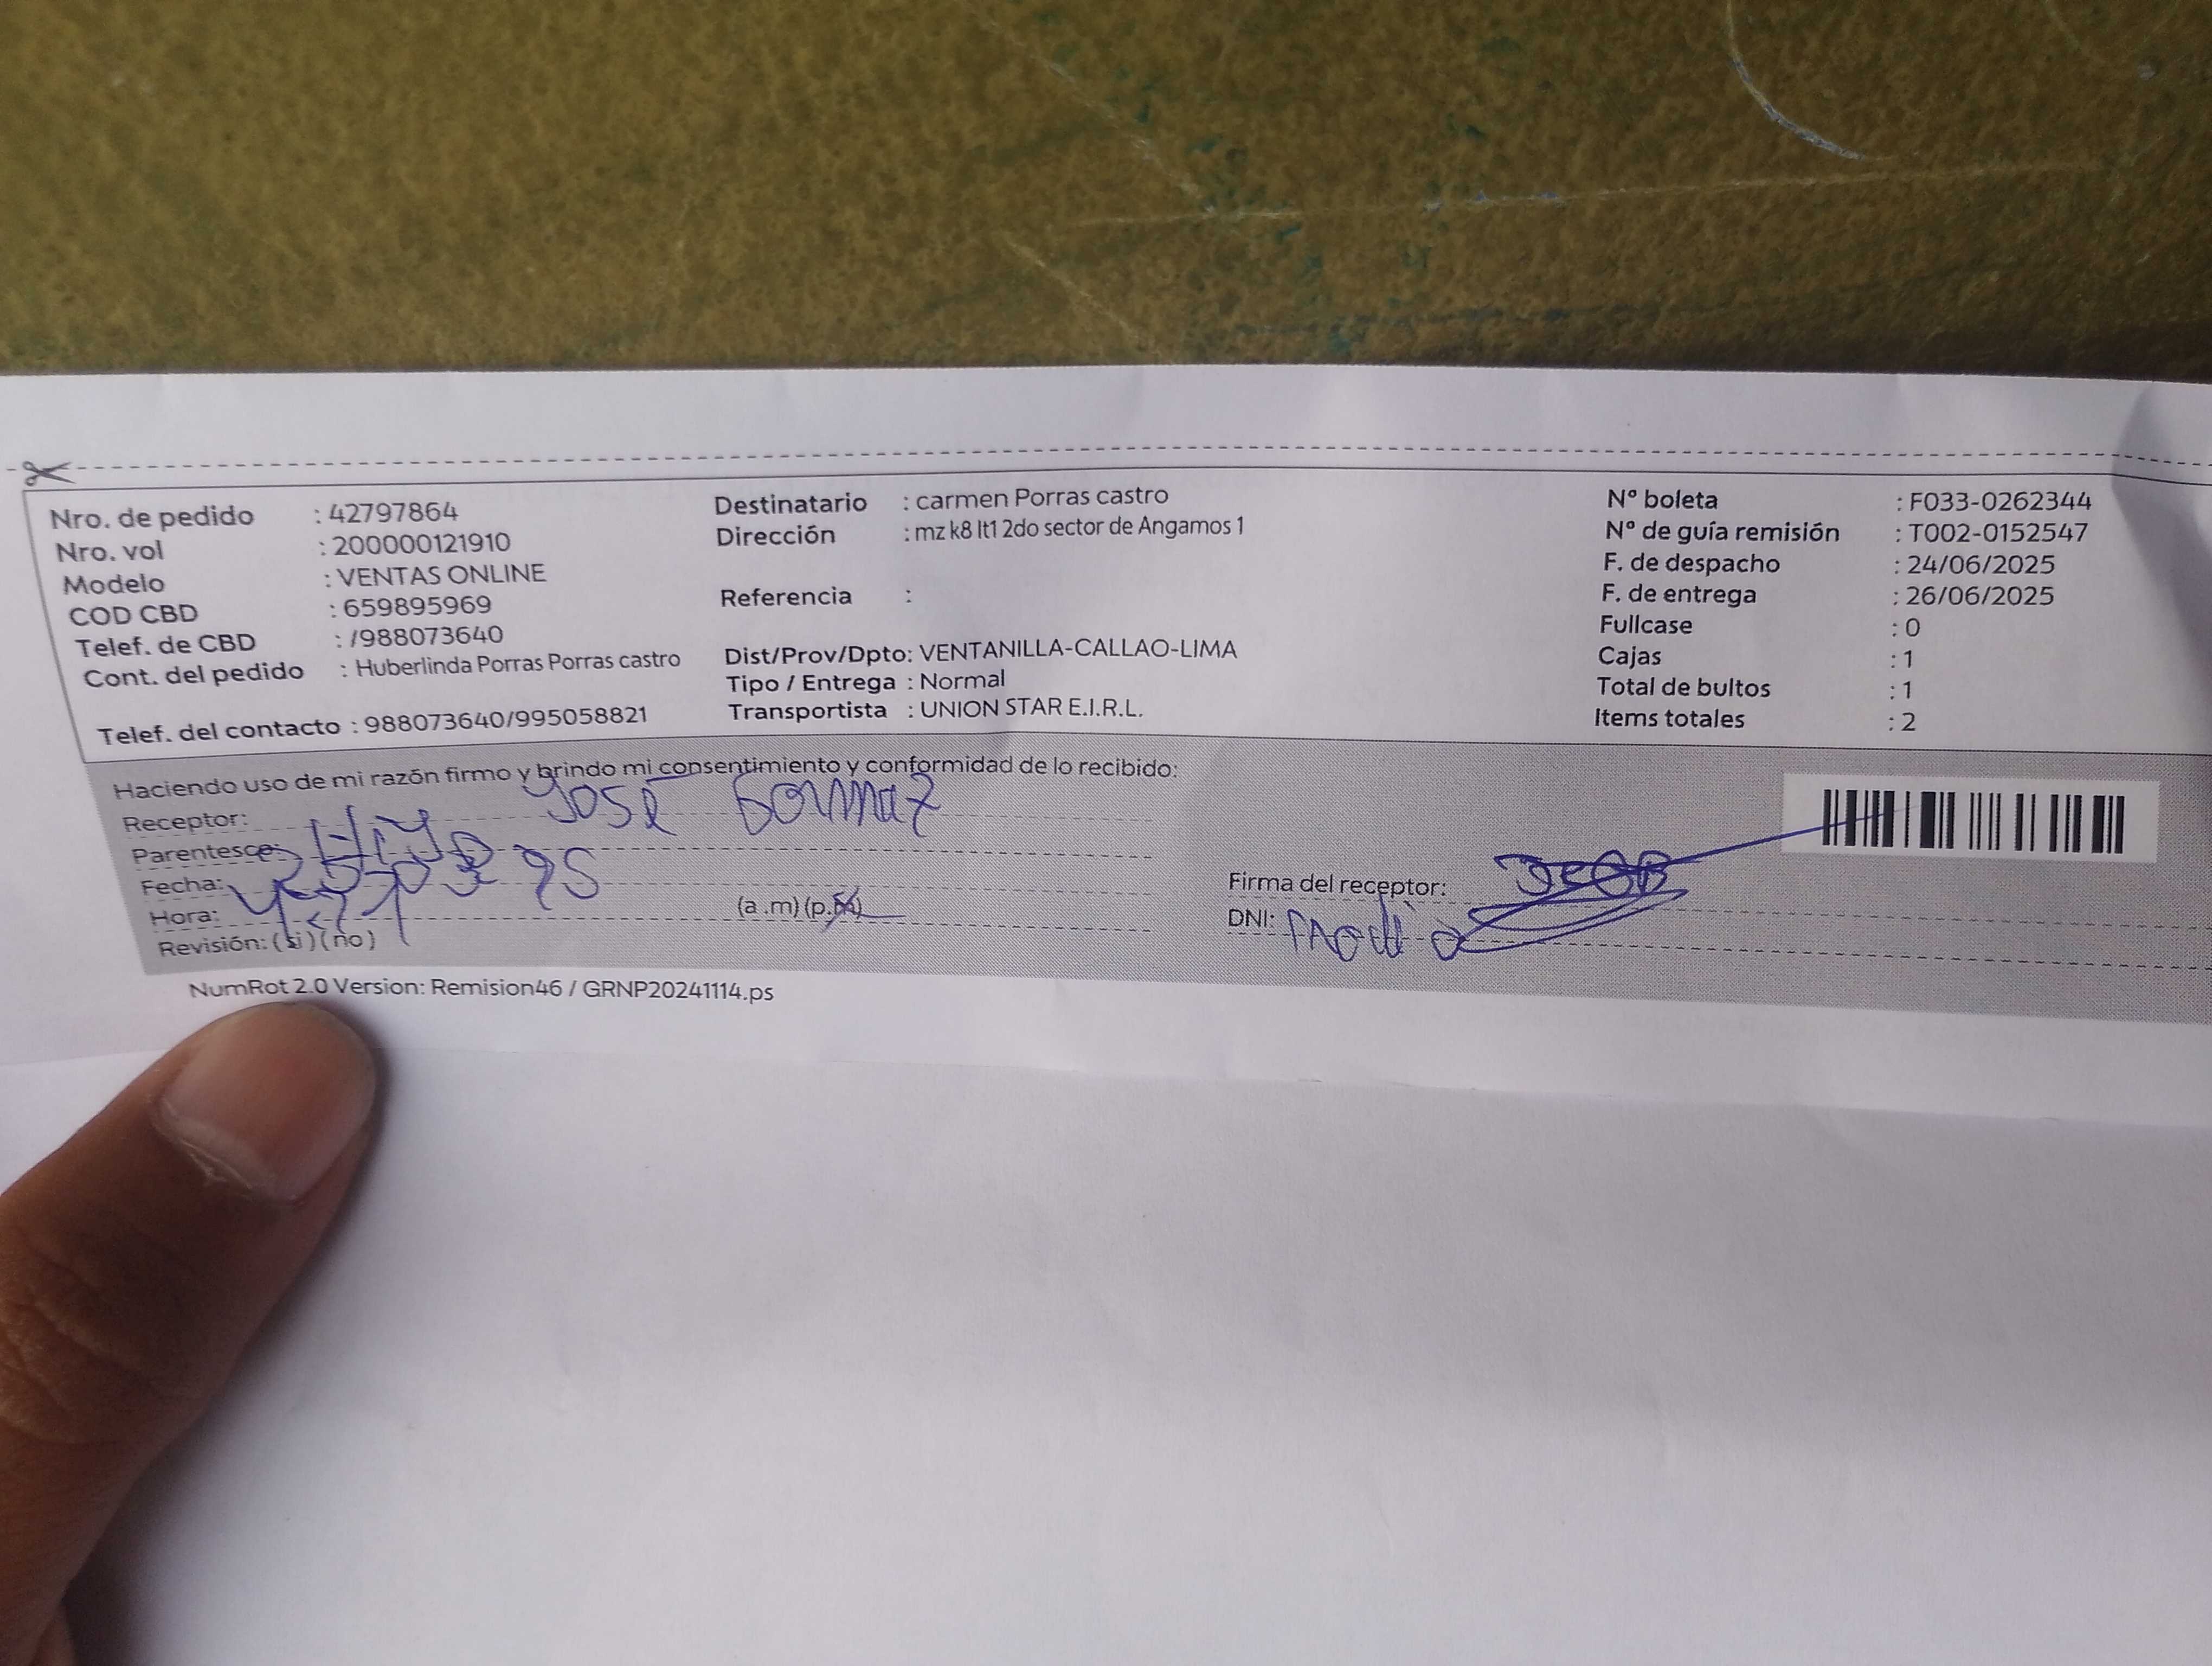 Nro. de pedido : 42797864
Nro. vol : 200000121910
Modelo : VENTAS ONLINE
COD CBD : 659895969
Telef. de CBD : /988073640
Cont. del pedido : Huberlinda Porras Porras castro
Telef. del contacto : 988073640/995058821
Destinatario : carmen Porras castro
Dirección : mz k8 lt1 2do sector de Angamos 1
Referencia :
Dist/Prov/Dpto: VENTANILLA-CALLAO-LIMA
Tipo / Entrega : Normal
Transportista : UNION STAR E.I.R.L.
N° boleta : F033-0262344
N° de guía remisión : T002-0152547
F. de despacho : 24/06/2025
F. de entrega : 26/06/2025
Fullcase : 0
Cajas : 1
Total de bultos : 1
Items totales : 2
Haciendo uso de mi razón firmo y brindo mi consentimiento y conformidad de lo recibido:
Receptor: José
Parentesco: Hijo
Fecha:
Hora: (a.m) (p.m)
Revisión: (si) (no)
Firma del receptor:
DNI:
NumRot 2.0 Version: Remision46 / GRNP20241114.ps